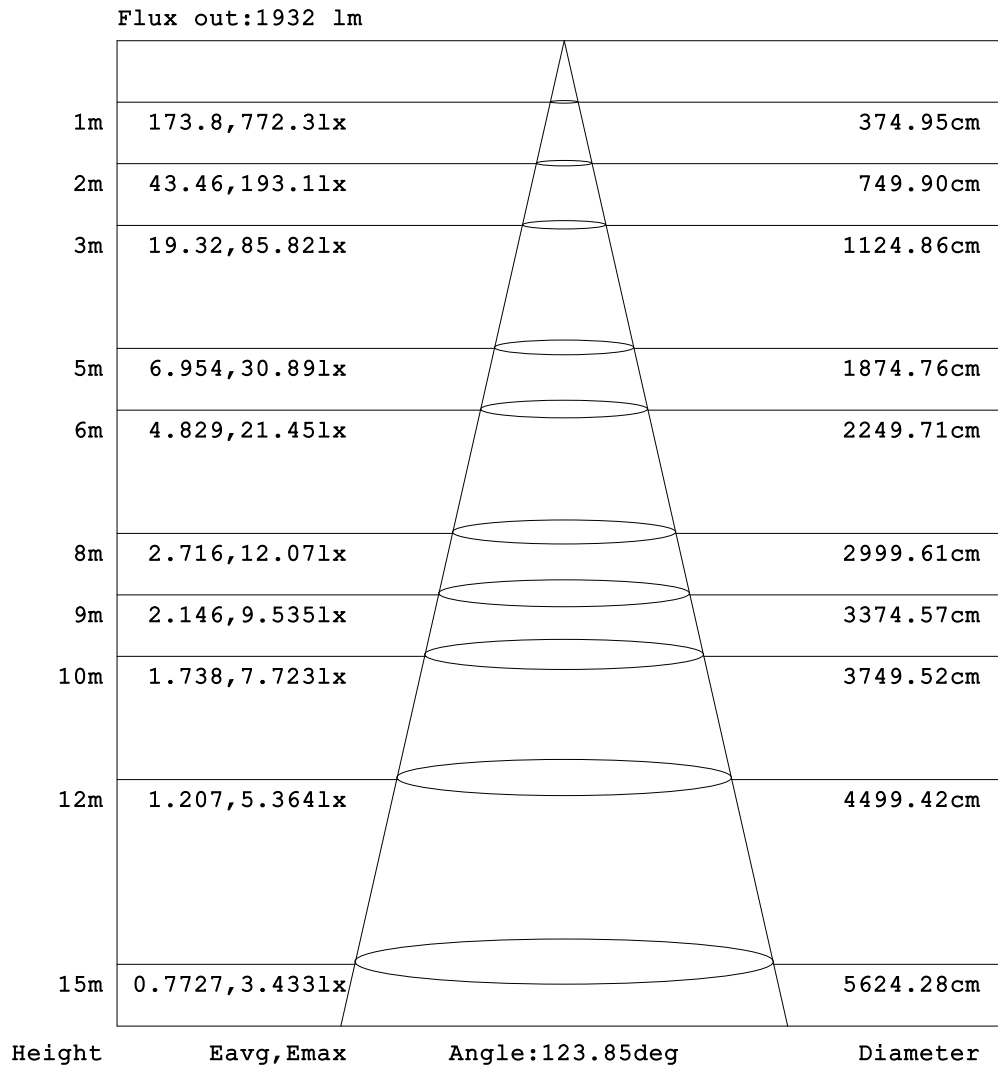 Flux out:1932 lm
1m 173.8,772.3lx 374.95cm
2m 43.46,193.1lx 749.90cm
3m 19.32,85.82lx 1124.86cm
5m 6.954,30.89lx 1874.76cm
6m 4.829,21.45lx 2249.71cm
8m 2.716,12.07lx 2999.61cm
9m 2.146,9.535lx 3374.57cm
10m 1.738,7.723lx 3749.52cm
12m 1.207,5.364lx 4499.42cm
15m 0.7727,3.433lx 5624.28cm
Height Eavg,Emax Angle:123.85deg Diameter